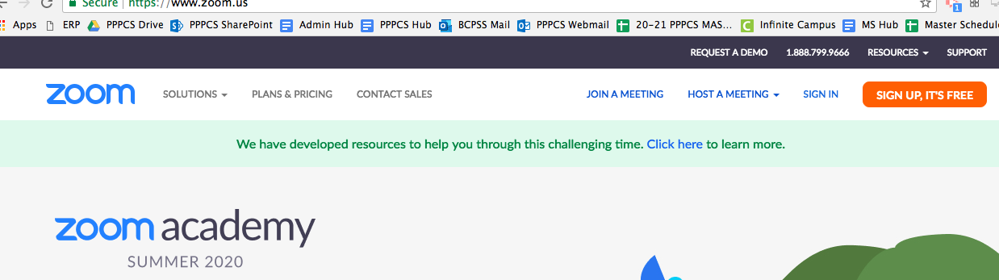 Secure https://www.zoom.us
Apps ERP PPPCS Drive PPPCS SharePoint Admin Hub PPPCS Hub BCPSS Mail PPPCS Webmail 20-21 PPPCS MAS... Infinite Campus MS Hub Master Schedul
1
REQUEST A DEMO 1.888.799.9666 RESOURCES SUPPORT
zoom SOLUTIONS PLANS & PRICING CONTACT SALES JOIN A MEETING HOST A MEETING SIGN IN SIGN UP, IT'S FREE
We have developed resources to help you through this challenging time. Click here to learn more.
zoom academy
SUMMER 2020